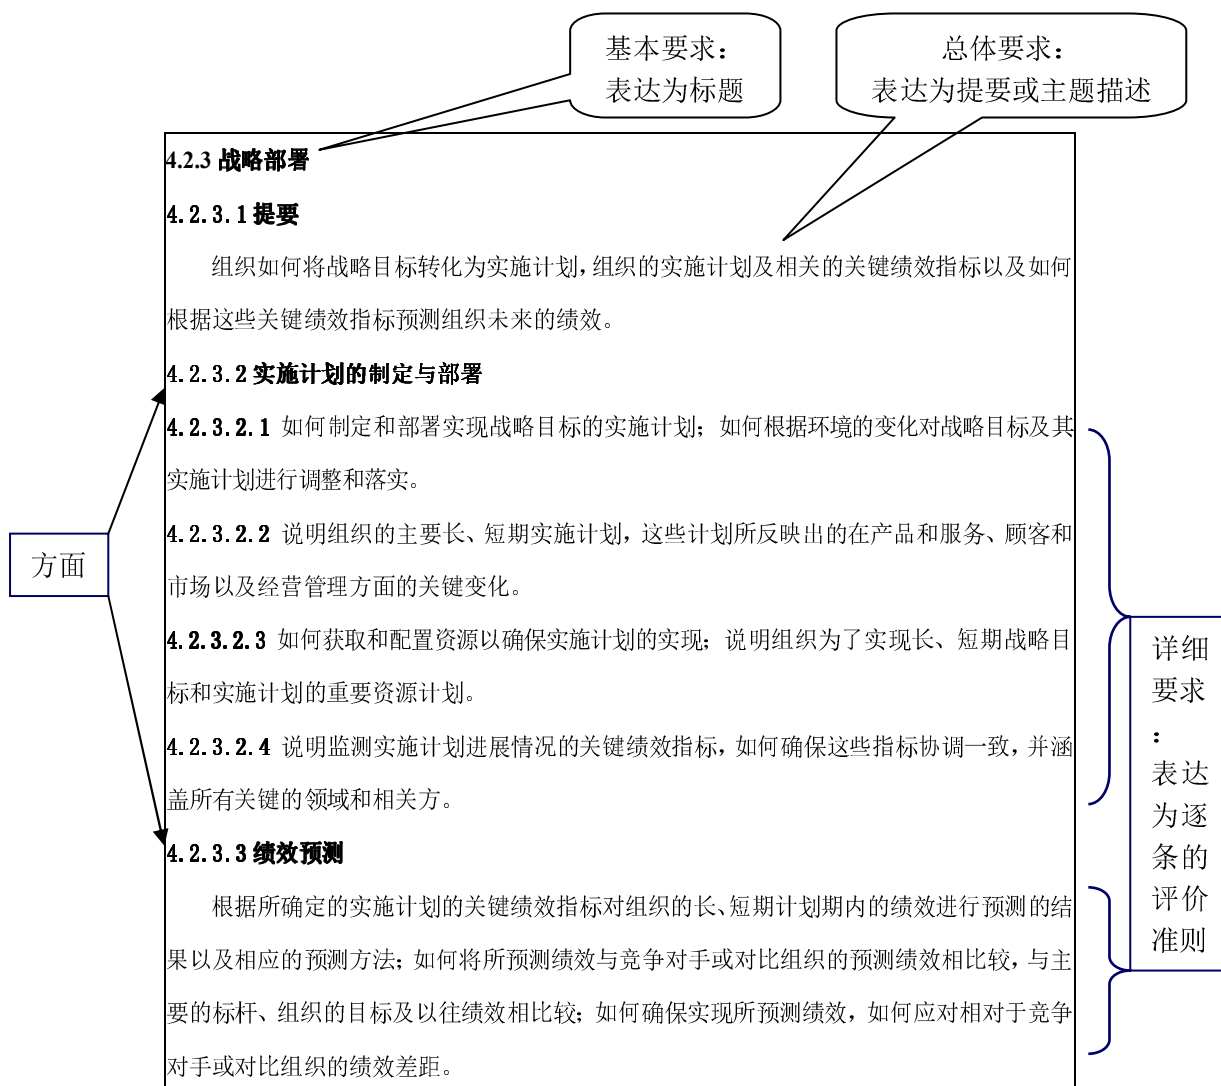 基本要求：
表达为标题
总体要求：
表达为提要或主题描述
4.2.3 战略部署
4.2.3.1 提要
组织如何将战略目标转化为实施计划，组织的实施计划及相关的关键绩效指标以及如何
根据这些关键绩效指标预测组织未来的绩效。
4.2.3.2 实施计划的制定与部署
4.2.3.2.1 如何制定和部署实现战略目标的实施计划；如何根据环境的变化对战略目标及其
实施计划进行调整和落实。
4.2.3.2.2 说明组织的主要长、短期实施计划，这些计划所反映出的在产品和服务、顾客和
市场以及经营管理方面的关键变化。
4.2.3.2.3 如何获取和配置资源以确保实施计划的实现；说明组织为了实现长、短期战略目
标和实施计划的重要资源计划。
4.2.3.2.4 说明监测实施计划进展情况的关键绩效指标，如何确保这些指标协调一致，并涵
盖所有关键的领域和相关方。
4.2.3.3 绩效预测
根据所确定的实施计划的关键绩效指标对组织的长、短期计划期内的绩效进行预测的结
果以及相应的预测方法；如何将所预测绩效与竞争对手或对比组织的预测绩效相比较，与主
要的标杆、组织的目标及以往绩效相比较；如何确保实现所预测绩效，如何应对相对于竞争
对手或对比组织的绩效差距。
方面
详细
要求
：
表达
为逐
条的
评价
准则